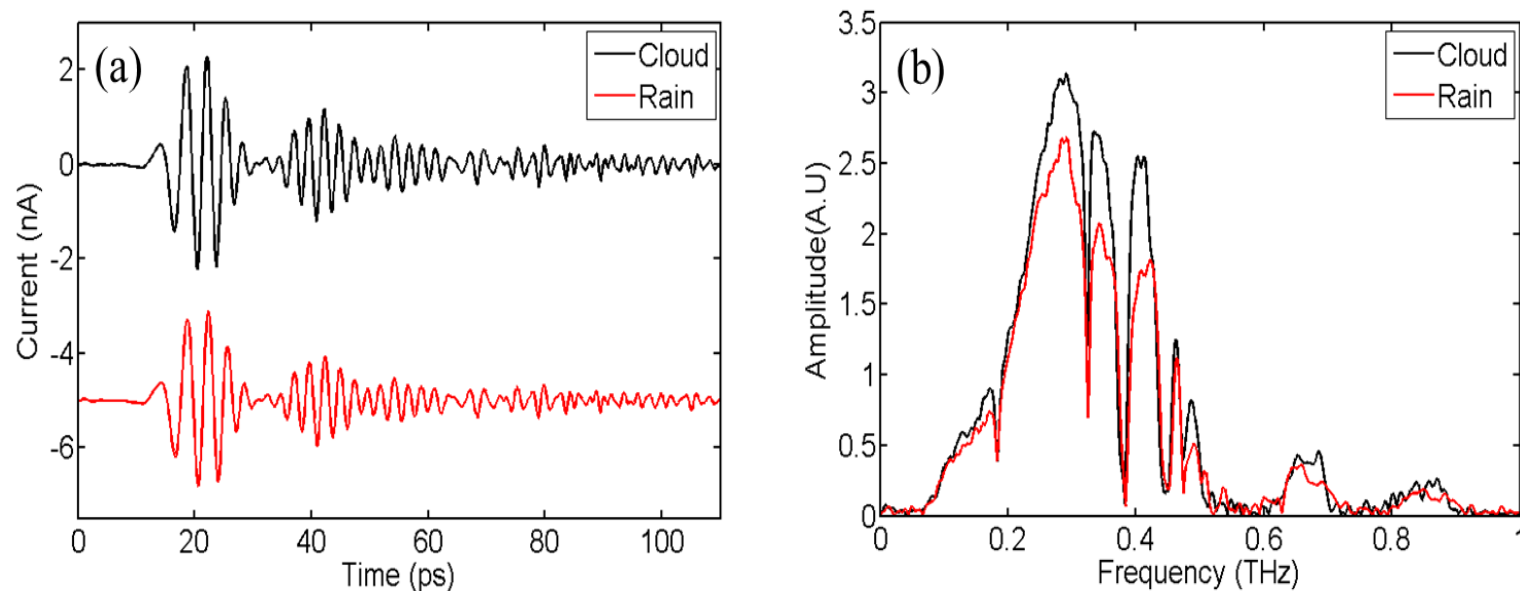 (a)
Cloud
Rain
2
0
-2
-4
-6
0 20 40 60 80 100
Current (nA)
Time (ps)
(b)
Cloud
Rain
3.5
3
2.5
2
1.5
1
0.5
0
0 0.2 0.4 0.6 0.8 1
Amplitude(A.U)
Frequency (THz)